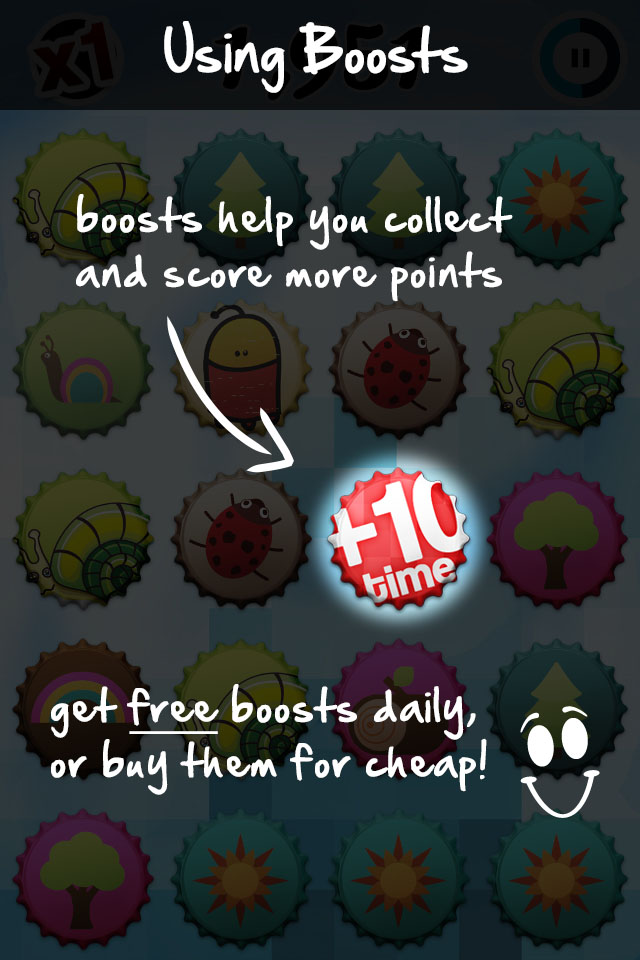 x1
Using Boosts
boosts help you collect
and score more points
+10
time
get free boosts daily,
or buy them for cheap!